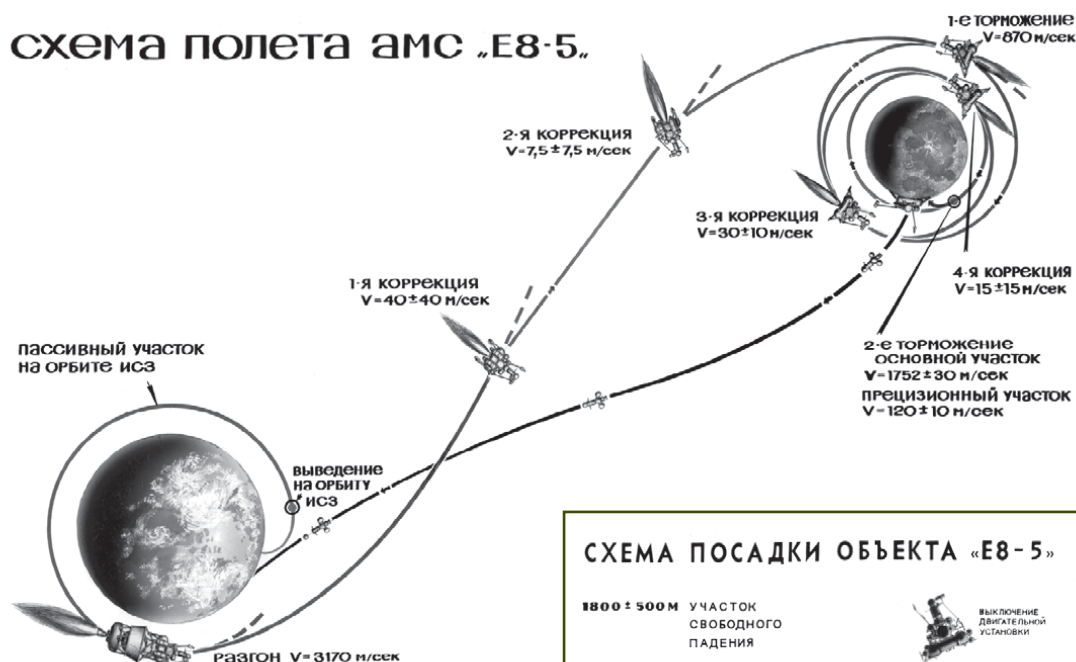 схема полета амс „Е8-5„
1-е торможение
V=870 м/сек
2-я коррекция
V=7,5±7,5 м/сек
3-я коррекция
V=30±10 м/сек
1-я коррекция
V=40±40 м/сек
4-я коррекция
V=15±15 м/сек
пассивный участок
на орбите ИСЗ
2-е торможение
основной участок
V=1752±30 м/сек
прецизионный участок
V=120±10 м/сек
выведение
на орбиту
ИСЗ
разгон V=3170 м/сек
СХЕМА ПОСАДКИ ОБЪЕКТА «Е8-5»
1800±500М УЧАСТОК
СВОБОДНОГО
ПАДЕНИЯ
ВЫКЛЮЧЕНИЕ
ДВИГАТЕЛЬНОЙ
УСТАНОВКИ